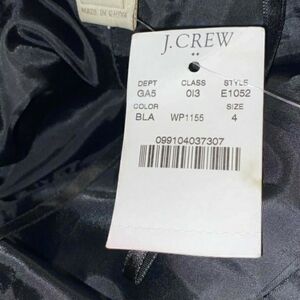 MADE IN CHINA
J.CREW
DEPT CLASS STYLE
GA5 013 E1052
COLOR SIZE
BLA WP1155 4
099104037307